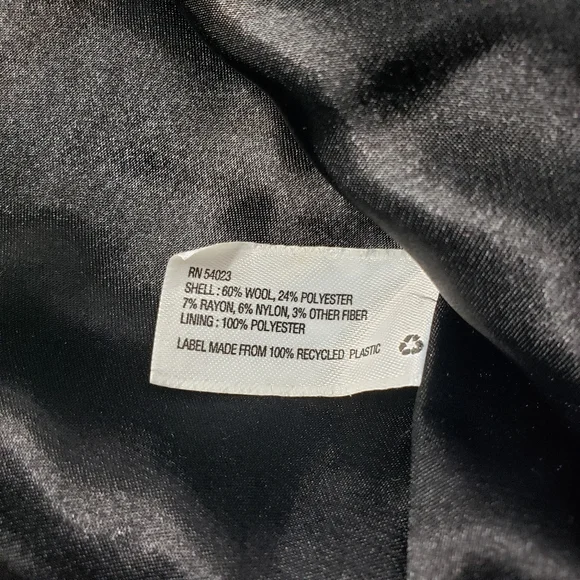 RN 54023
SHELL : 60% WOOL, 24% POLYESTER
7% RAYON, 6% NYLON, 3% OTHER FIBER
LINING : 100% POLYESTER
LABEL MADE FROM 100% RECYCLED PLASTIC